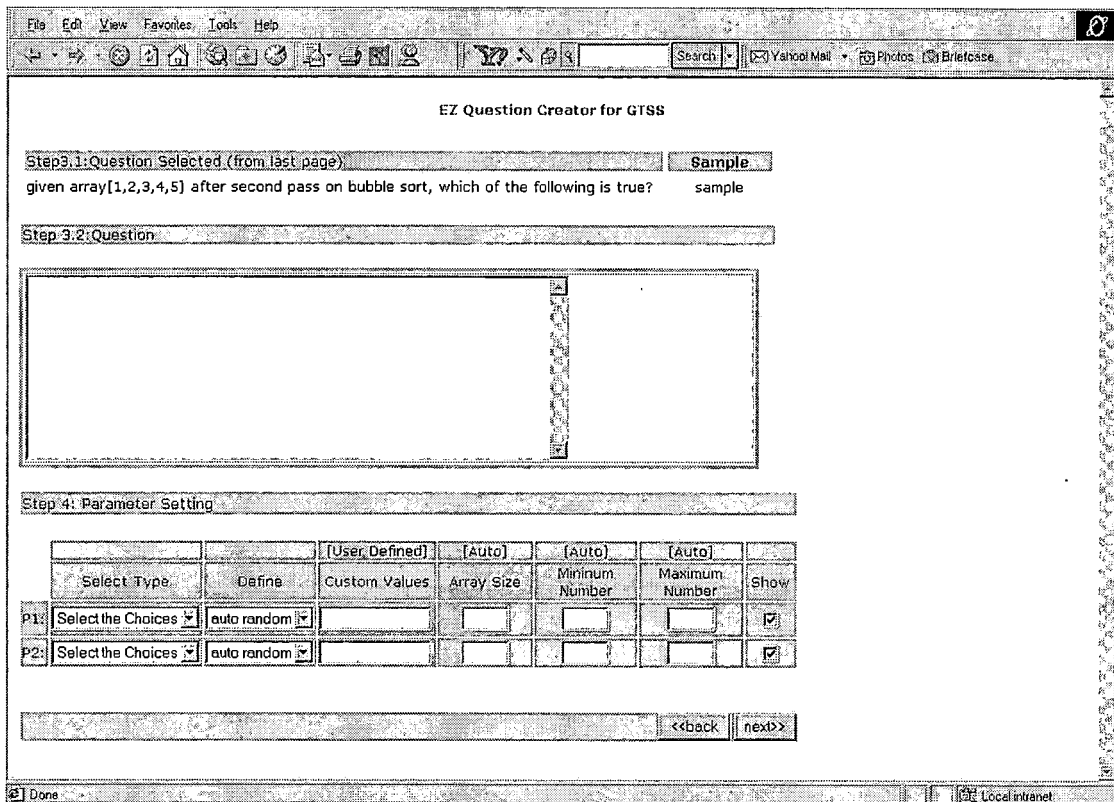 File Edit View Favorites Tools Help
Search Yahoo! Mail Photos Briefcase
EZ Question Creator for GTSS
Step3.1:Question Selected (from last page) Sample
given array[1,2,3,4,5] after second pass on bubble sort, which of the following is true? sample
Step 3.2:Question
Step 4: Parameter Setting
[User Defined] [Auto] [Auto] [Auto]
Select Type Define Custom Values Array Size Mininum Number Maximum Number Show
P1: Select the Choices auto random
P2: Select the Choices auto random
<<back next>>
Done Local intranet